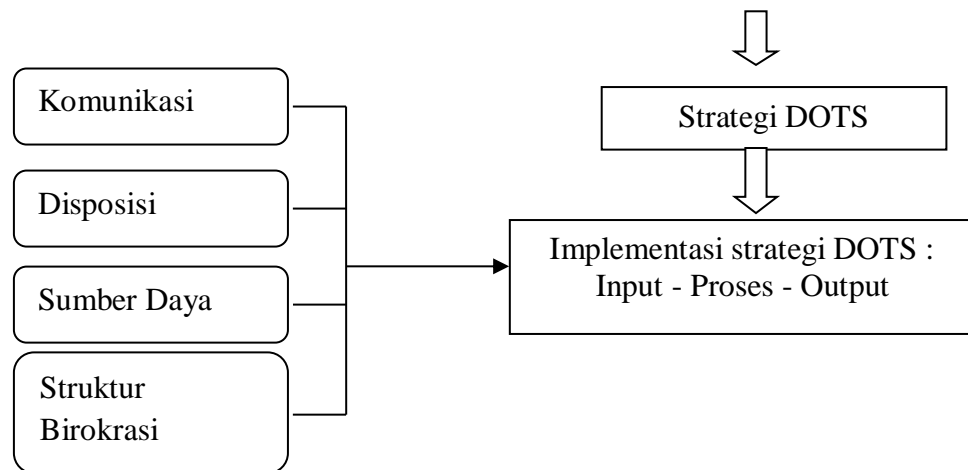 Komunikasi
Disposisi
Sumber Daya
Struktur
Birokrasi
Strategi DOTS
Implementasi strategi DOTS :
Input - Proses - Output